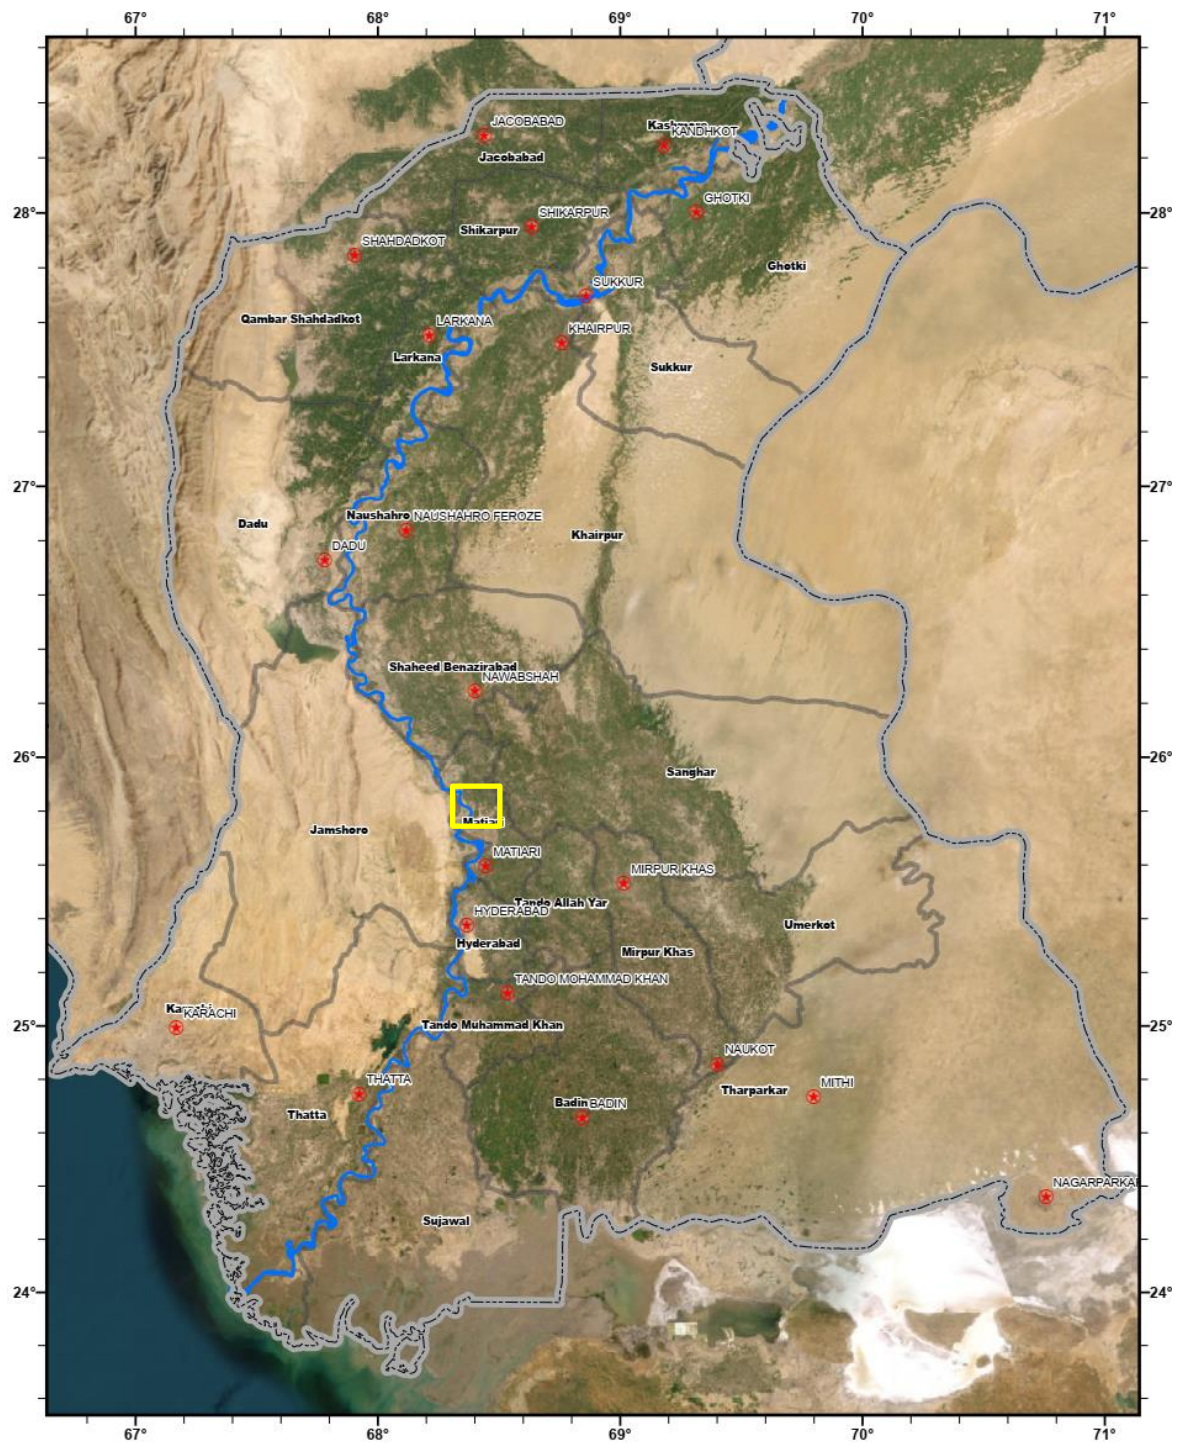 67° 68° 69° 70° 71°
JACOBABAD
Jacobabad
KANDHKOT
28° 28°
GHOTKI
SHIKARPUR
Shikarpur
SHAHDADKOT
Ghotki
SUKKUR
Qambar Shahdadkot
LARKANA
KHAIRPUR
Larkana
Sukkur
27° 27°
Naushahro NAUSHAHRO FEROZE
Dadu
Khairpur
DADU
Shaheed Benazirabad
NAWABSHAH
26° 26°
Sanghar
Matiari
Jamshoro
MATIARI
MIRPUR KHAS
Tando Allah Yar
HYDERABAD
Umerkot
Hyderabad
Mirpur Khas
TANDO MOHAMMAD KHAN
KARACHI
25° 25°
Tando Muhammad Khan
NAUKOT
THATTA
Tharparkar
MITHI
Thatta
Badin BADIN
NAGARPARKA
Sujawal
24° 24°
67° 68° 69° 70° 71°